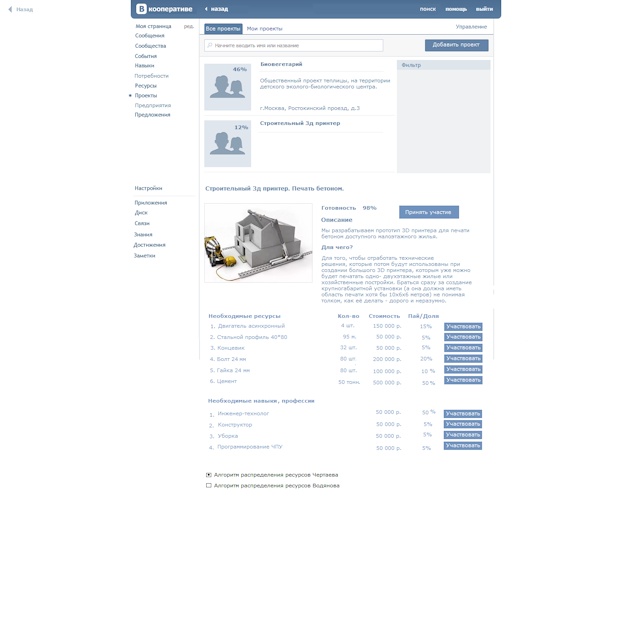 Назад
В кооперативе
назад
поиск помощь выйти
Моя страница ред.
Сообщения
Сообщества
События
Навыки
Потребности
Ресурсы
Проекты
Предприятия
Предложения
Настройки
Приложения
Диск
Связи
Знания
Достижения
Заметки
Все проекты Мои проекты Управление
Начните вводить имя или название
Добавить проект
46%
Биовегетарий
Общественный проект теплицы, на территории
детского эколого-биологического центра.
г.Москва, Ростокинский проезд, д.3
Фильтр
12%
Строительный 3д принтер
Строительный 3д принтер. Печать бетоном.
Готовность 98%
Принять участие
Описание
Мы разрабатываем прототип 3D принтера для печати
бетоном доступного малоэтажного жилья.
Для чего?
Для того, чтобы отработать технические
решения, которые потом будут использованы при
создании большого 3D принтера, которым уже можно
будет печатать одно- двухэтажные жилья или
хозяйственные постройки. Браться сразу за создание
крупногабаритной установки (а она должна иметь
область печати хотя бы 10х6х6 метров) не понимая
толком, как её делать - дорого и неразумно.
Необходимые ресурсы Кол-во Стоимость Пай/Доля
1. Двигатель асинхронный 4 шт. 150 000 р. 15% Участвовать
2. Стальной профиль 40*80 95 м. 50 000 р. 5% Участвовать
3. Концевик 32 шт. 50 000 р. 5% Участвовать
4. Болт 24 мм 80 шт. 200 000 р. 20% Участвовать
5. Гайка 24 мм 80 шт. 100 000 р. 10 % Участвовать
6. Цемент 50 тонн. 500 000 р. 50 % Участвовать
Необходимые навыки, профессии
1. Инженер-технолог 50 000 р. 50 % Участвовать
2. Конструктор 50 000 р. 5% Участвовать
3. Уборка 50 000 р. 5% Участвовать
4. Программирование ЧПУ 50 000 р. 5% Участвовать
Алгоритм распределения ресурсов Чертаева
Алгоритм распределения ресурсов Водянова